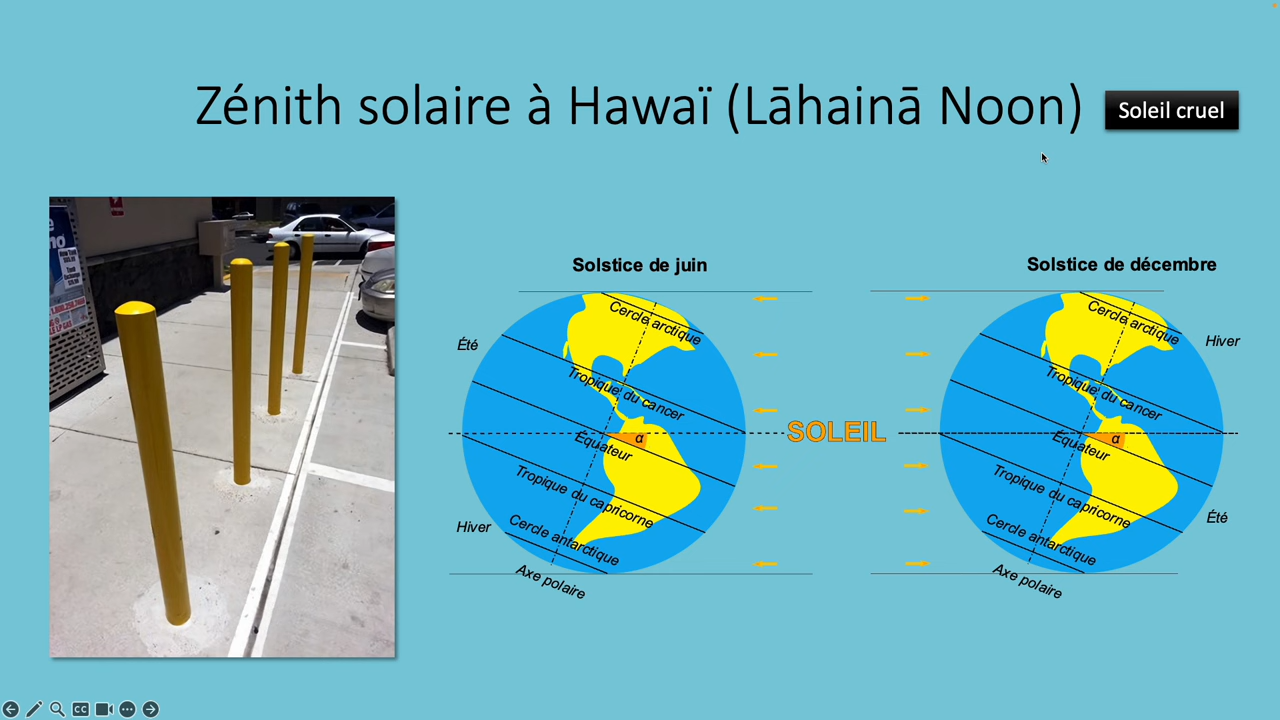 Zénith solaire à Hawaï (Lāhainā Noon)
Soleil cruel
Solstice de juin
Été
Cercle arctique
Tropique du cancer
Équateur
α
Tropique du capricorne
Hiver
Cercle antarctique
Axe polaire
SOLEIL
Solstice de décembre
Hiver
Cercle arctique
Tropique du cancer
Équateur
α
Tropique du capricorne
Été
Cercle antarctique
Axe polaire
CC